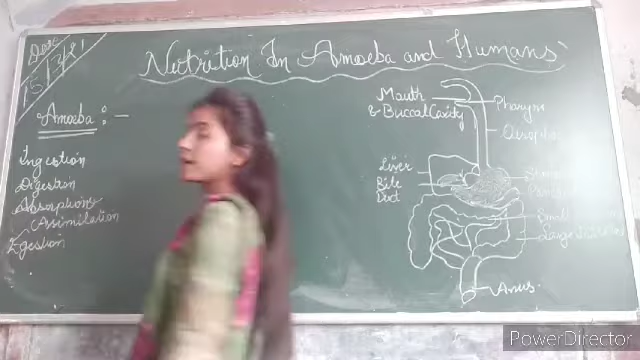 Date
15/3/21
Nutrition In Amoeba and Humans
Amoeba : -
Ingestion
Digestion
Absorption
Assimilation
Egestion
Mouth
& Buccal Cavity
Pharynx
Liver
Bile
Duct
Small
Large
Anus.
PowerDirector